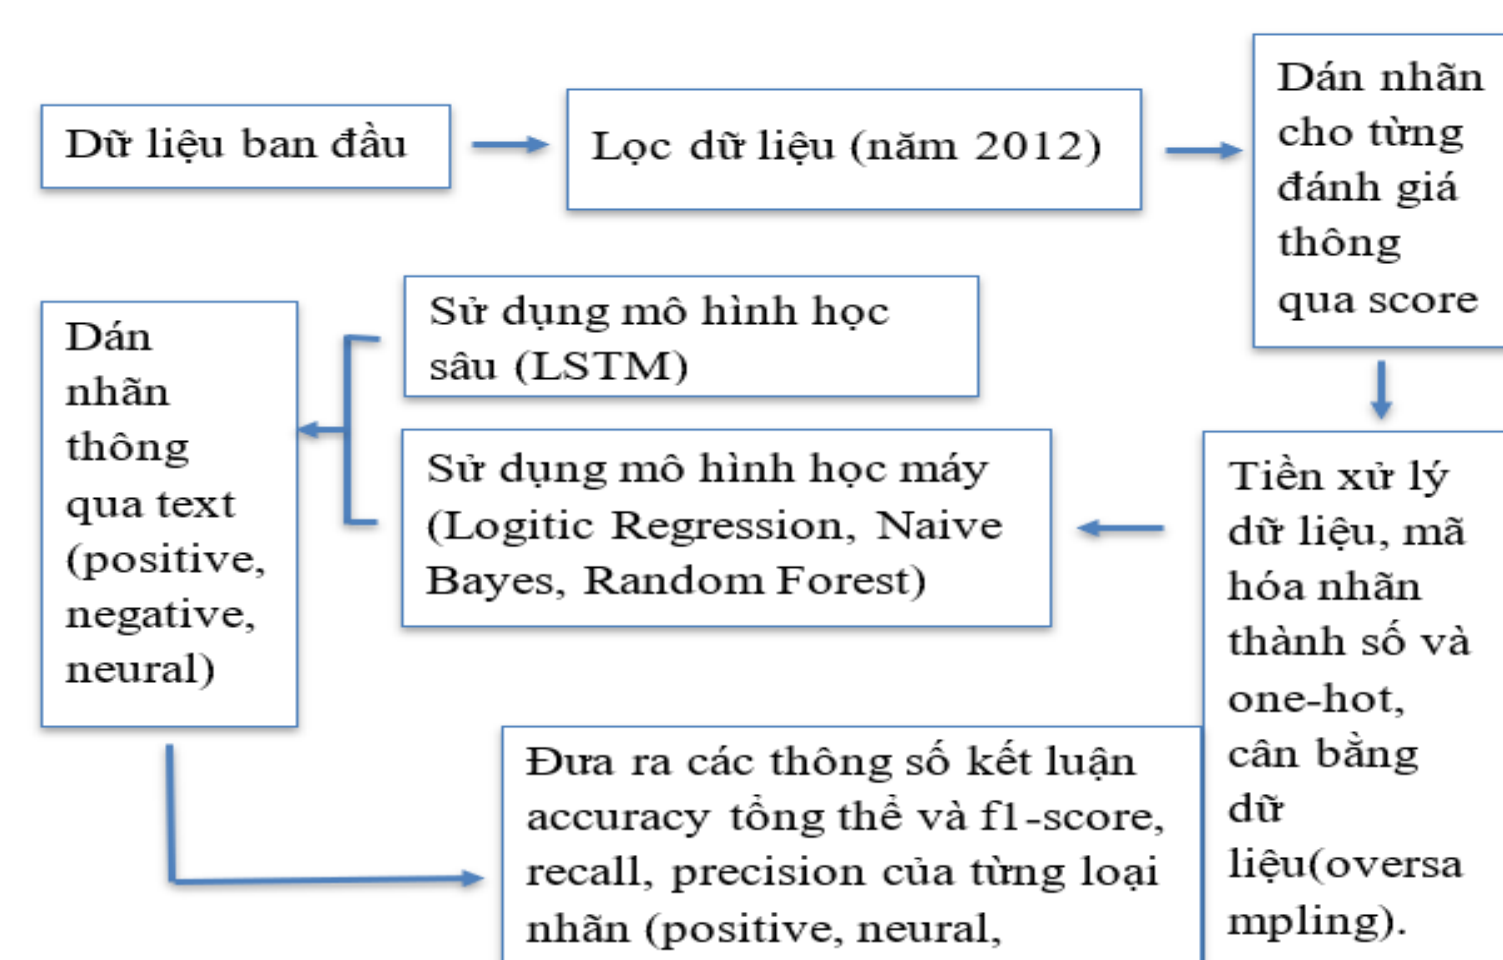 Dữ liệu ban đầu
Lọc dữ liệu (năm 2012)
Dán nhãn
cho từng
đánh giá
thông
qua score
Tiền xử lý
dữ liệu, mã
hóa nhãn
thành số và
one-hot,
cân bằng
dữ
liệu(oversa
mpling).
Sử dụng mô hình học
sâu (LSTM)
Sử dụng mô hình học máy
(Logitic Regression, Naive
Bayes, Random Forest)
Dán
nhãn
thông
qua text
(positive,
negative,
neural)
Đưa ra các thông số kết luận
accuracy tổng thể và f1-score,
recall, precision của từng loại
nhãn (positive, neural,